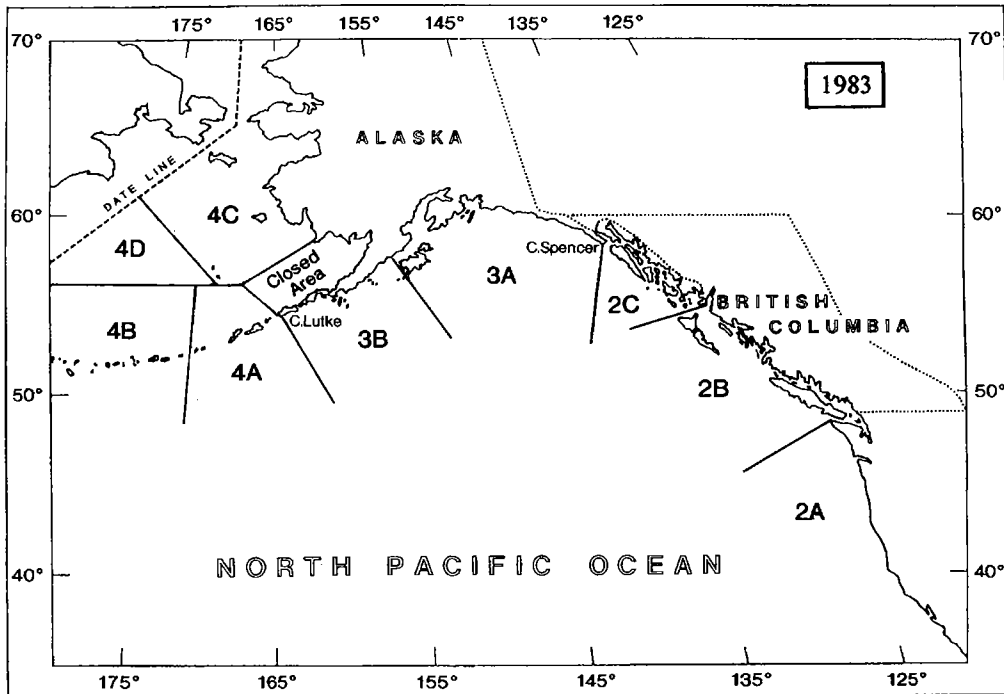 175° 165° 155° 145° 135° 125°
70° 70°
1983
ALASKA
DATE LINE
60° 60°
4C
4D
Closed
Area
C.Spencer
3A
2C
BRITISH
COLUMBIA
C.Lutke
4B
3B
4A
50° 50°
2B
2A
NORTH PACIFIC OCEAN
40° 40°
175° 165° 155° 145° 135° 125°